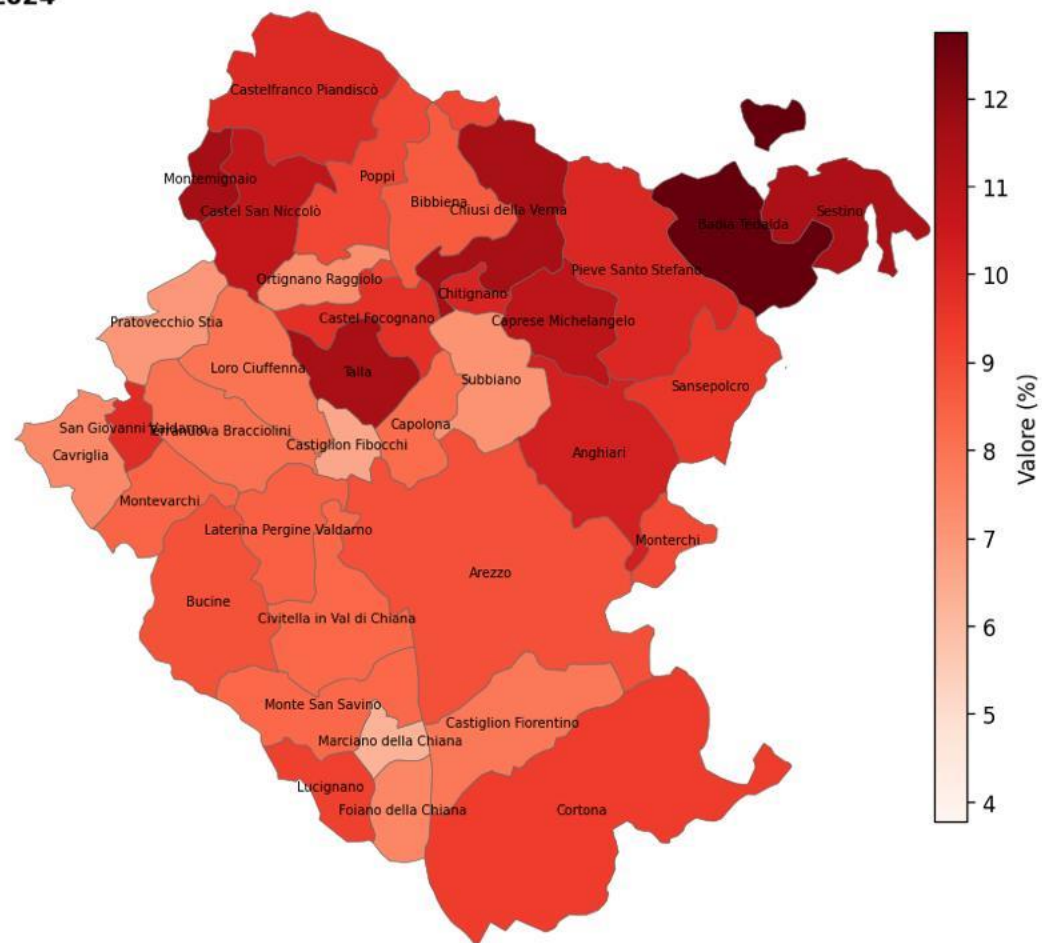 2024
Castelfranco Piandiscò
Montemignaio
Poppi
Castel San Niccolò
Bibbiena
Chiusi della Verna
Badia Tedalda
Sestino
Pieve Santo Stefano
Ortignano Raggiolo
Chitignano
Castel Focognano
Caprese Michelangelo
Pratovecchio Stia
Loro Ciuffenna
Talla
Subbiano
Sansepolcro
San Giovanni Valdarno
Terranuova Bracciolini
Capolona
Castiglion Fibocchi
Cavriglia
Anghiari
Montevarchi
Laterina Pergine Valdarno
Monterchi
Arezzo
Bucine
Civitella in Val di Chiana
Monte San Savino
Castiglion Fiorentino
Marciano della Chiana
Lucignano
Foiano della Chiana
Cortona
12
11
10
9
8
7
6
5
4
Valore (%)